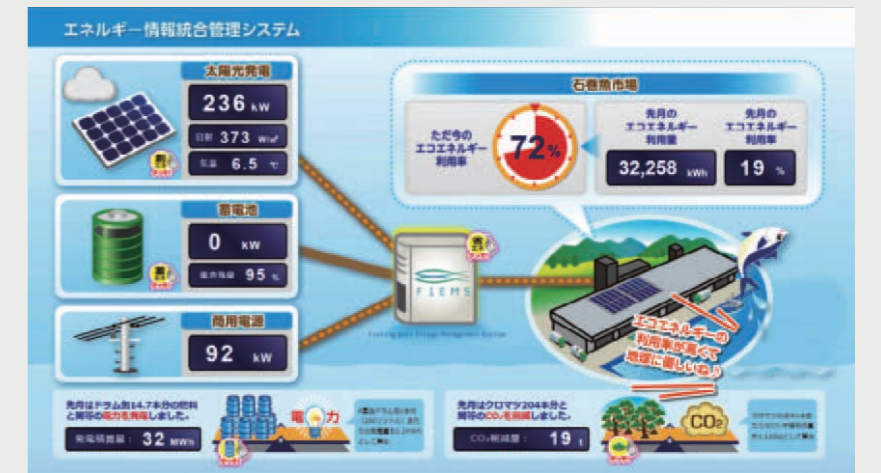 エネルギー情報統合管理システム
太陽光発電
236 kW
日射 373 W/㎡
気温 6.5 ℃
蓄電池
0 kW
95 %
商用電源
92 kW
FIEMS
石巻魚市場
ただ今の
エコエネルギー
利用率
72%
先月の
エコエネルギー
利用量
32,258 kWh
先月の
エコエネルギー
利用率
19 %
エコエネルギーの
利用率が高くて
地球に優しいね♪
先月はドラム缶14.7本分の燃料
と同等の電力を発電しました。
発電積算量: 32 MWh
電力
先月はクロマツ204本分と
同等のCO₂を削減しました。
CO₂削減量: 19 t
CO₂